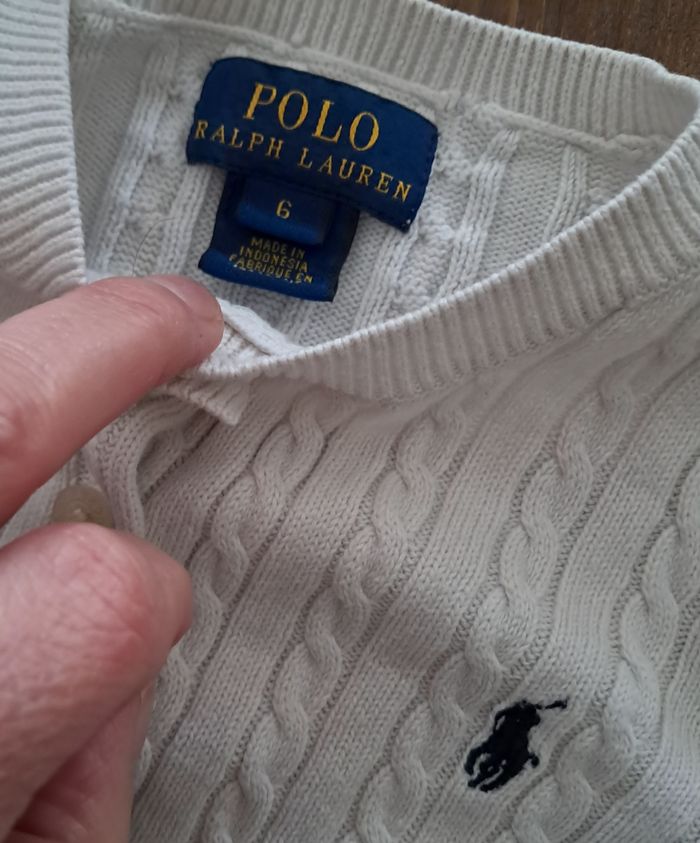 POLO
RALPH LAUREN
6
MADE IN
INDONESIA
FABRIQUE EN